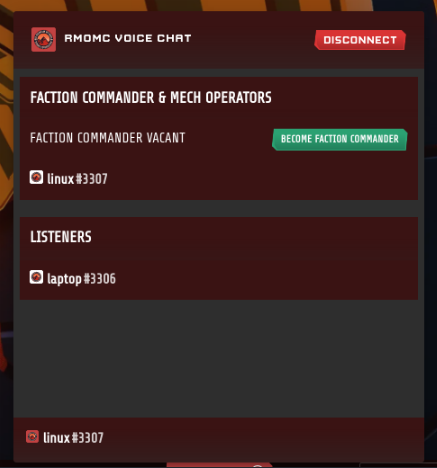 RMOMC VOICE CHAT
DISCONNECT
FACTION COMMANDER & MECH OPERATORS
FACTION COMMANDER VACANT
BECOME FACTION COMMANDER
linux#3307
LISTENERS
laptop#3306
linux#3307